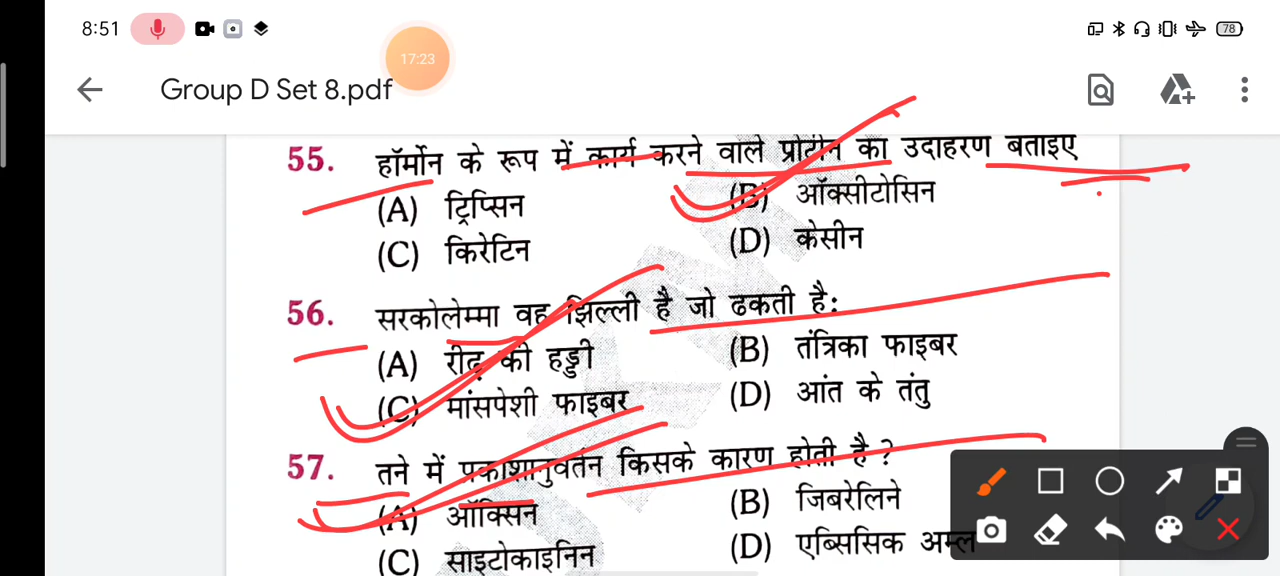 8:51
78
17:23
Group D Set 8.pdf
55. हॉर्मोन के रूप में कार्य करने वाले प्रोटीन का उदाहरण बताइए
(A) ट्रिप्सिन (B) ऑक्सीटोसिन
(C) किरेटिन (D) केसीन
56. सरकोलेम्मा वह झिल्ली है जो ढकती है:
(A) रीढ़ की हड्डी (B) तंत्रिका फाइबर
(C) मांसपेशी फाइबर (D) आंत के तंतु
57. तने में प्रकाशानुवर्तन किसके कारण होती है ?
(A) ऑक्सिन (B) जिबरेलिने
(C) साइटोकाइनिन (D) एब्सिसिक अम्ल